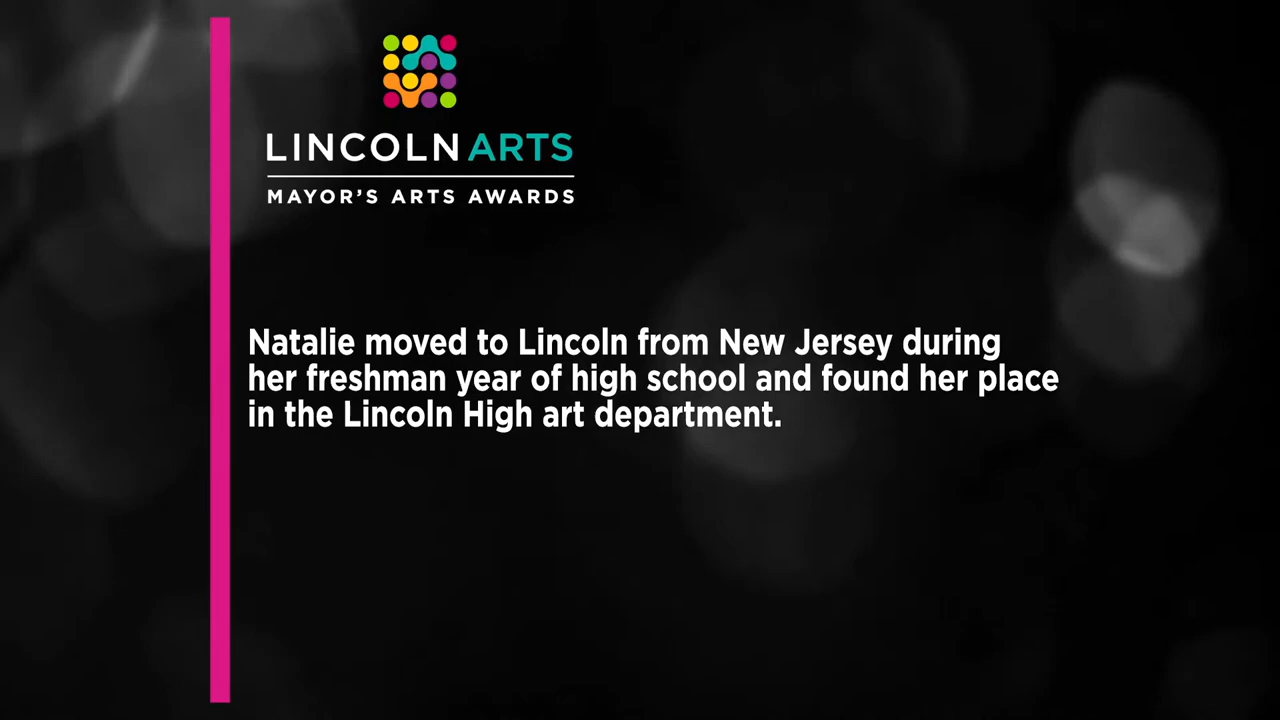 LINCOLN ARTS
MAYOR'S ARTS AWARDS
Natalie moved to Lincoln from New Jersey during
her freshman year of high school and found her place
in the Lincoln High art department.